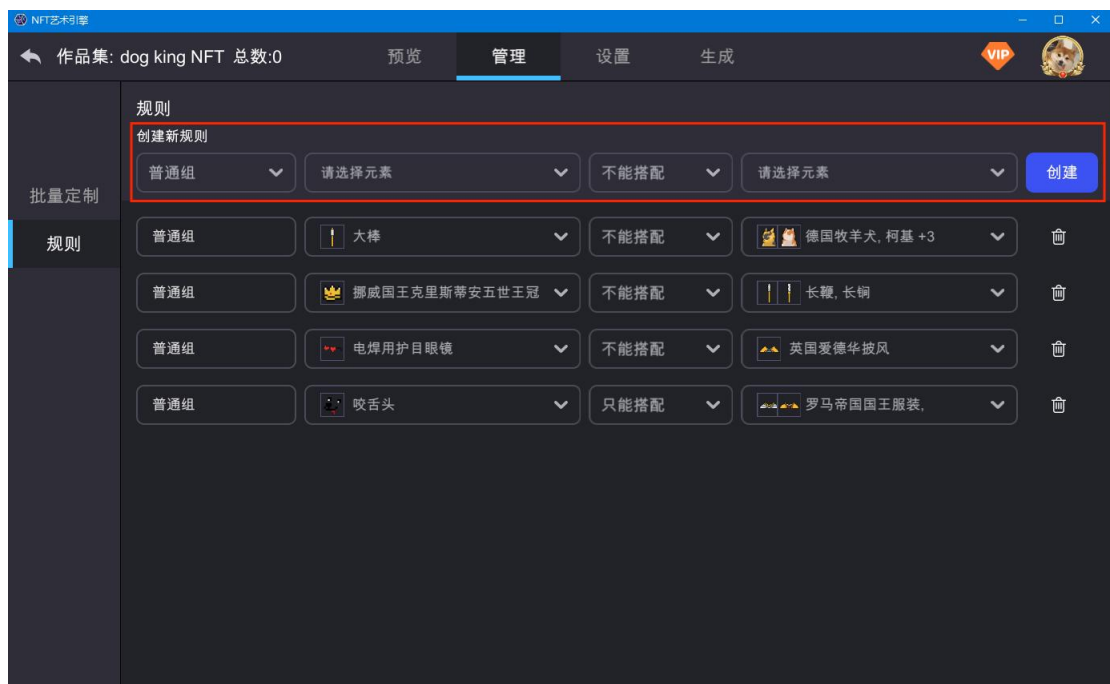 NFT艺术引擎
作品集: dog king NFT 总数:0 预览 管理 设置 生成 VIP
规则
创建新规则
普通组 请选择元素 不能搭配 请选择元素 创建
批量定制
规则
普通组 大棒 不能搭配 德国牧羊犬, 柯基 +3
普通组 挪威国王克里斯蒂安五世王冠 不能搭配 长鞭, 长锏
普通组 电焊用护目眼镜 不能搭配 英国爱德华披风
普通组 咬舌头 只能搭配 罗马帝国国王服装,